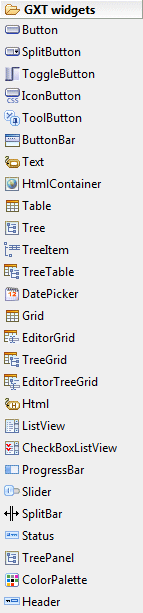 GXT widgets
Button
SplitButton
ToggleButton
IconButton
ToolButton
ButtonBar
Text
HtmlContainer
Table
Tree
TreeItem
TreeTable
DatePicker
Grid
EditorGrid
TreeGrid
EditorTreeGrid
Html
ListView
CheckBoxListView
ProgressBar
Slider
SplitBar
Status
TreePanel
ColorPalette
Header